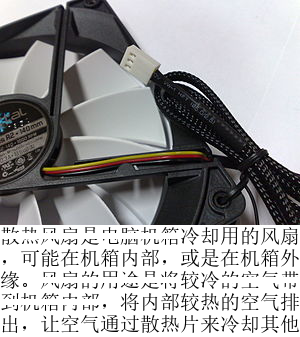 R2 - 140mm
散热风扇是电脑机箱冷却用的风扇
，可能在机箱内部，或是在机箱外
缘。风扇的用途是将较冷的空气带
到机箱内部，将内部较热的空气排
出，让空气通过散热片来冷却其他